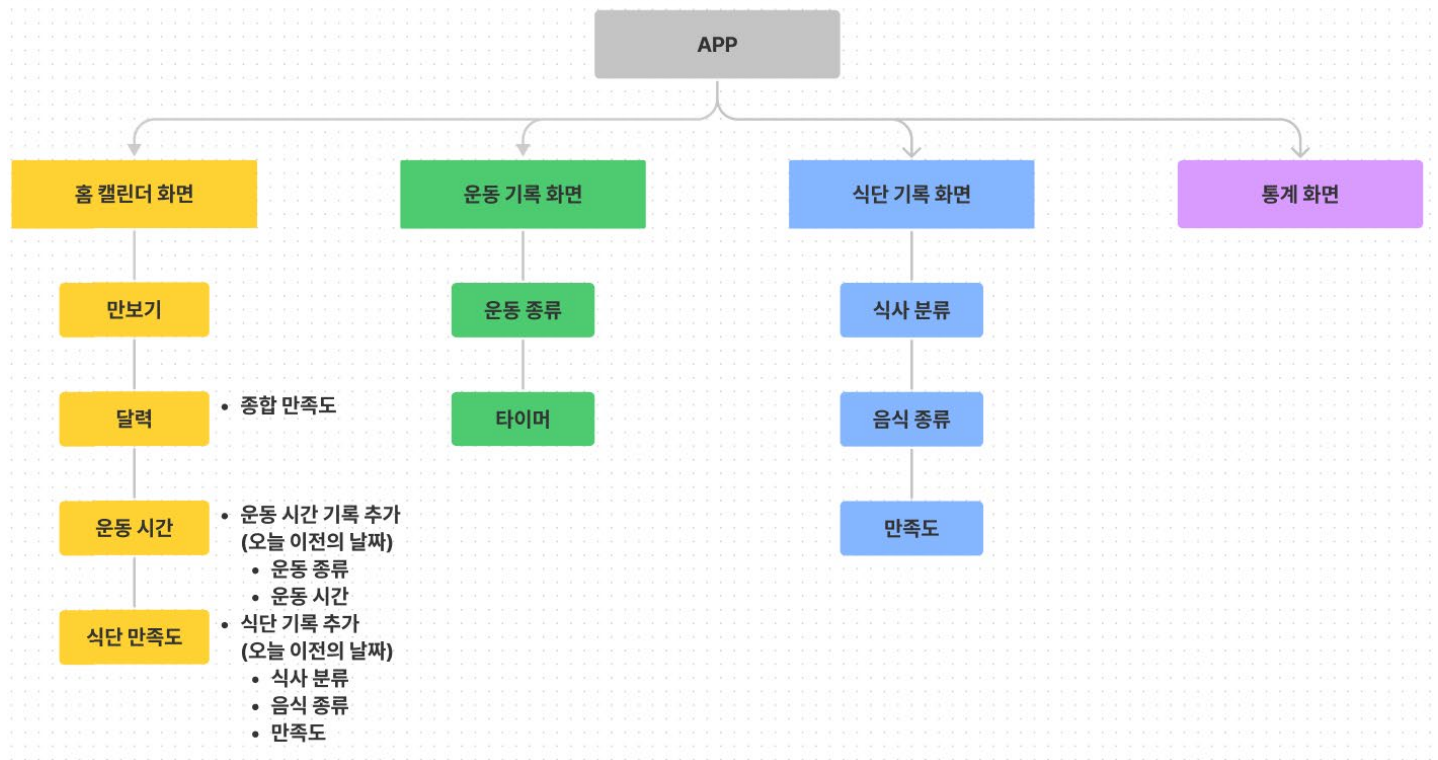 APP
홈 캘린더 화면
운동 기록 화면
식단 기록 화면
통계 화면
만보기
운동 종류
식사 분류
달력
• 종합 만족도
타이머
음식 종류
운동 시간
• 운동 시간 기록 추가
(오늘 이전의 날짜)
• 운동 종류
• 운동 시간
만족도
식단 만족도
• 식단 기록 추가
(오늘 이전의 날짜)
• 식사 분류
• 음식 종류
• 만족도